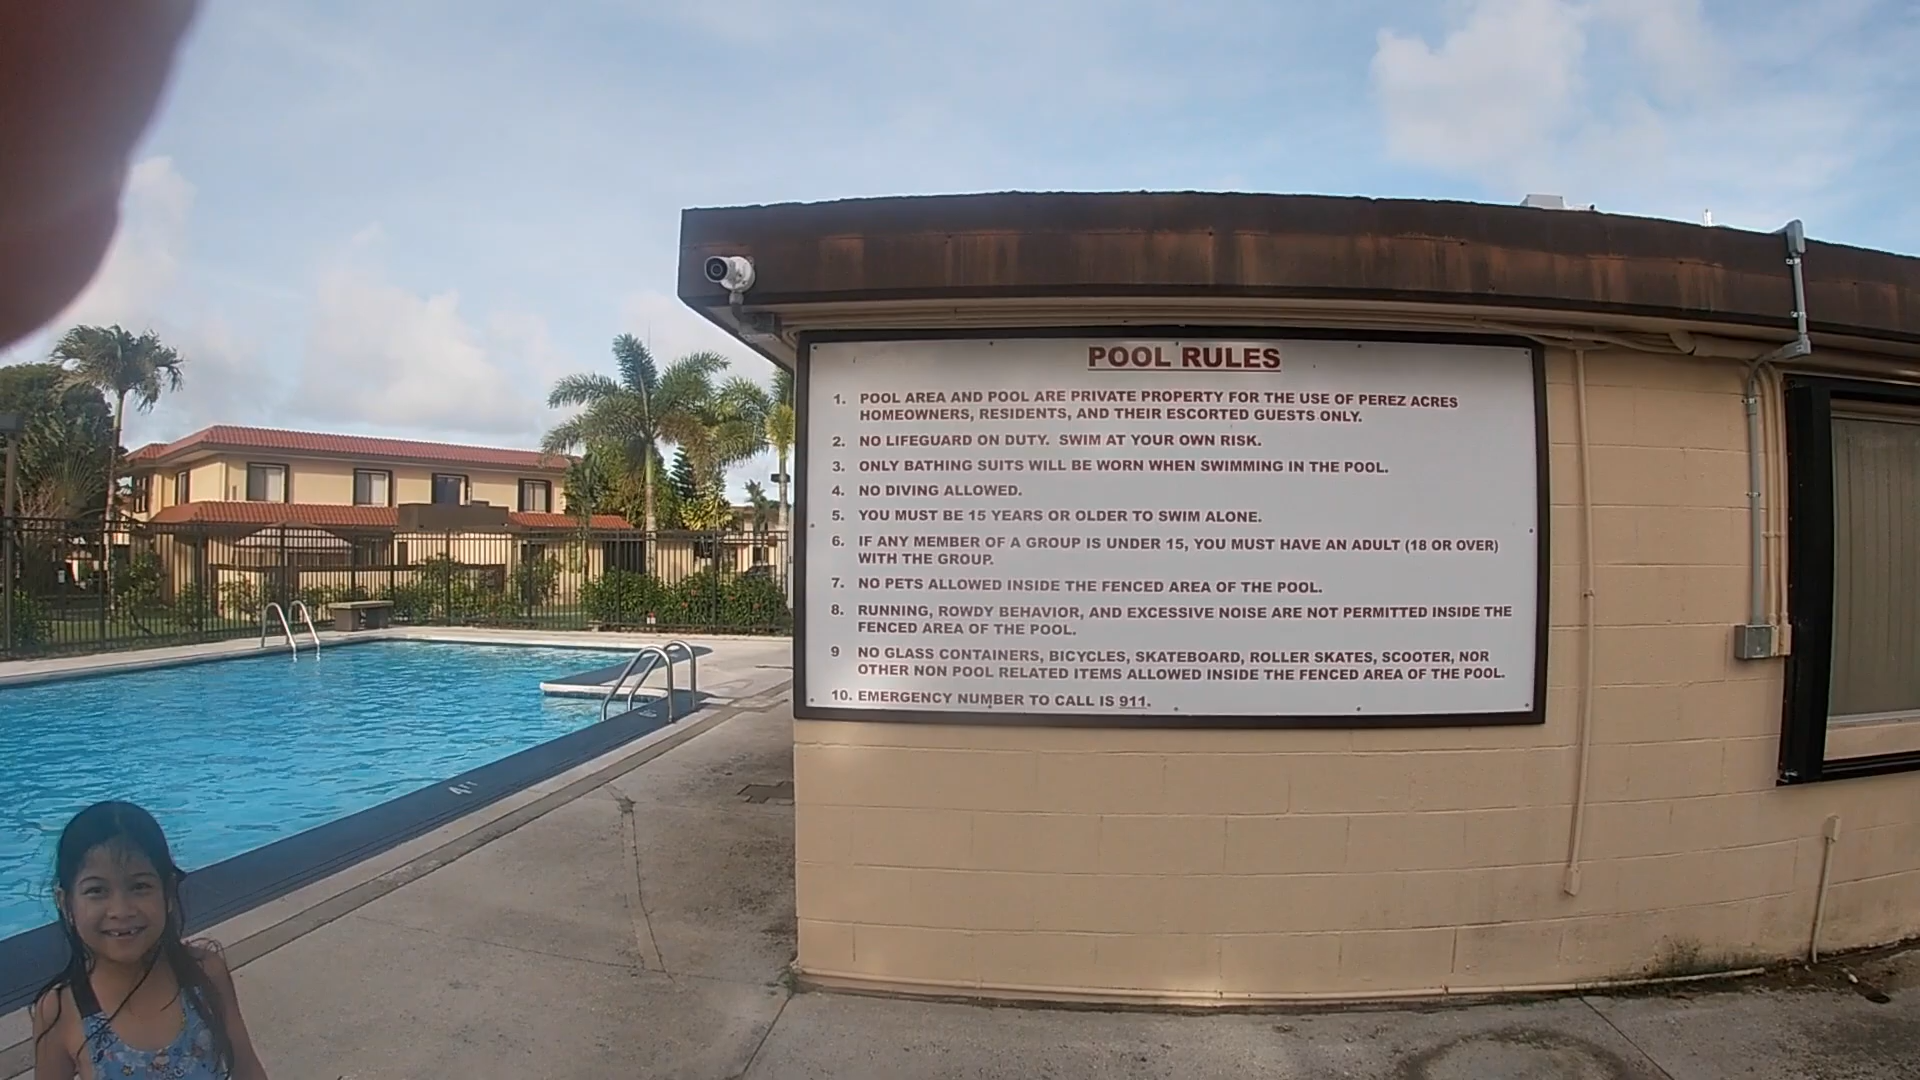 POOL RULES
1. POOL AREA AND POOL ARE PRIVATE PROPERTY FOR THE USE OF PEREZ ACRES
HOMEOWNERS, RESIDENTS, AND THEIR ESCORTED GUESTS ONLY.
2. NO LIFEGUARD ON DUTY. SWIM AT YOUR OWN RISK.
3. ONLY BATHING SUITS WILL BE WORN WHEN SWIMMING IN THE POOL.
4. NO DIVING ALLOWED.
5. YOU MUST BE 15 YEARS OR OLDER TO SWIM ALONE.
6. IF ANY MEMBER OF A GROUP IS UNDER 15, YOU MUST HAVE AN ADULT (18 OR OVER)
WITH THE GROUP.
7. NO PETS ALLOWED INSIDE THE FENCED AREA OF THE POOL.
8. RUNNING, ROWDY BEHAVIOR, AND EXCESSIVE NOISE ARE NOT PERMITTED INSIDE THE
FENCED AREA OF THE POOL.
9 NO GLASS CONTAINERS, BICYCLES, SKATEBOARD, ROLLER SKATES, SCOOTER, NOR
OTHER NON POOL RELATED ITEMS ALLOWED INSIDE THE FENCED AREA OF THE POOL.
10. EMERGENCY NUMBER TO CALL IS 911.